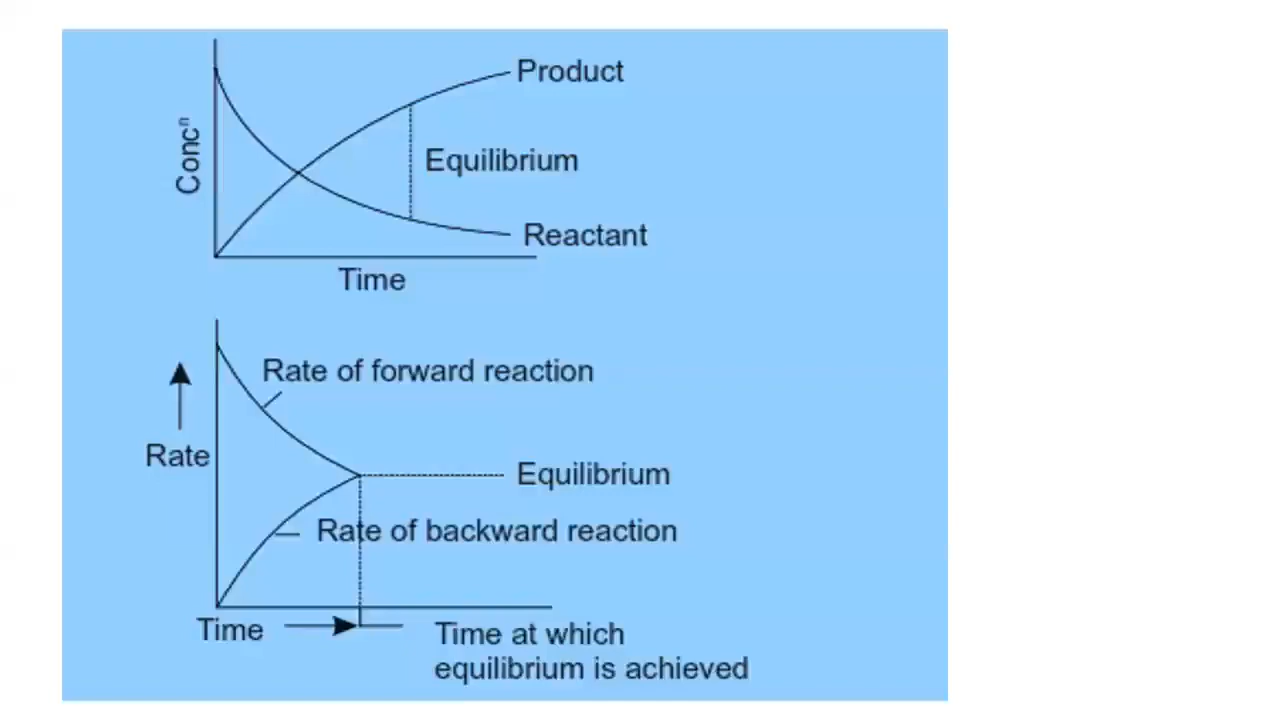 Product
Concⁿ
Equilibrium
Reactant
Time
Rate of forward reaction
Rate
Equilibrium
Rate of backward reaction
Time
Time at which
equilibrium is achieved